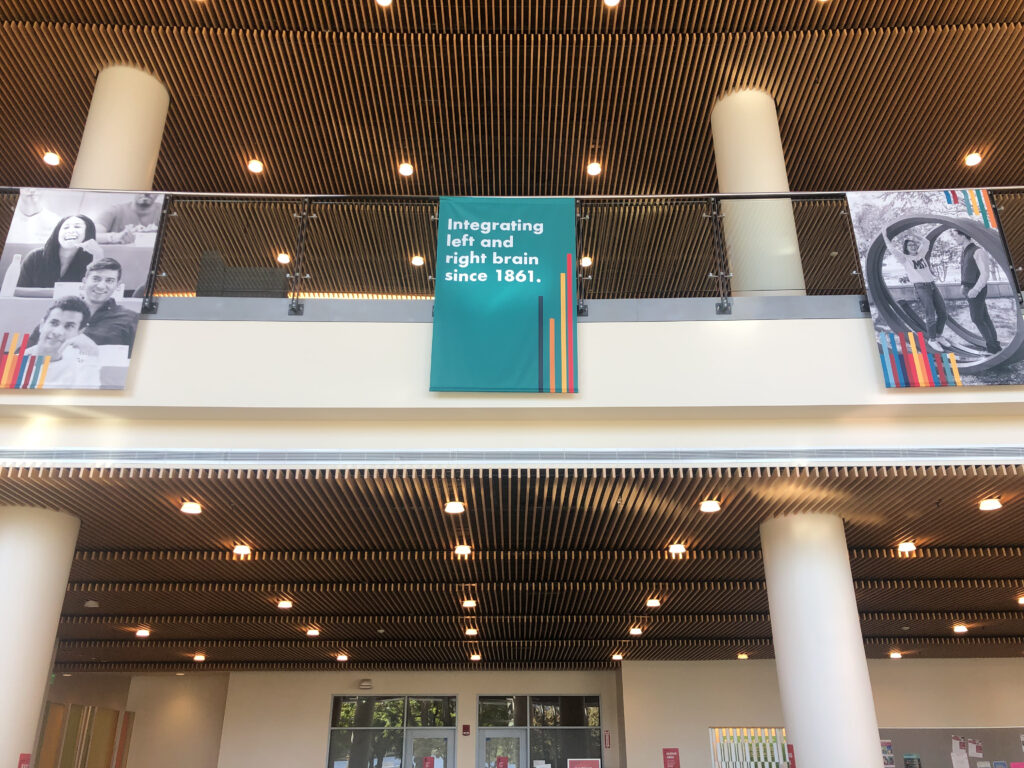 Integrating
left and
right brain
since 1861.